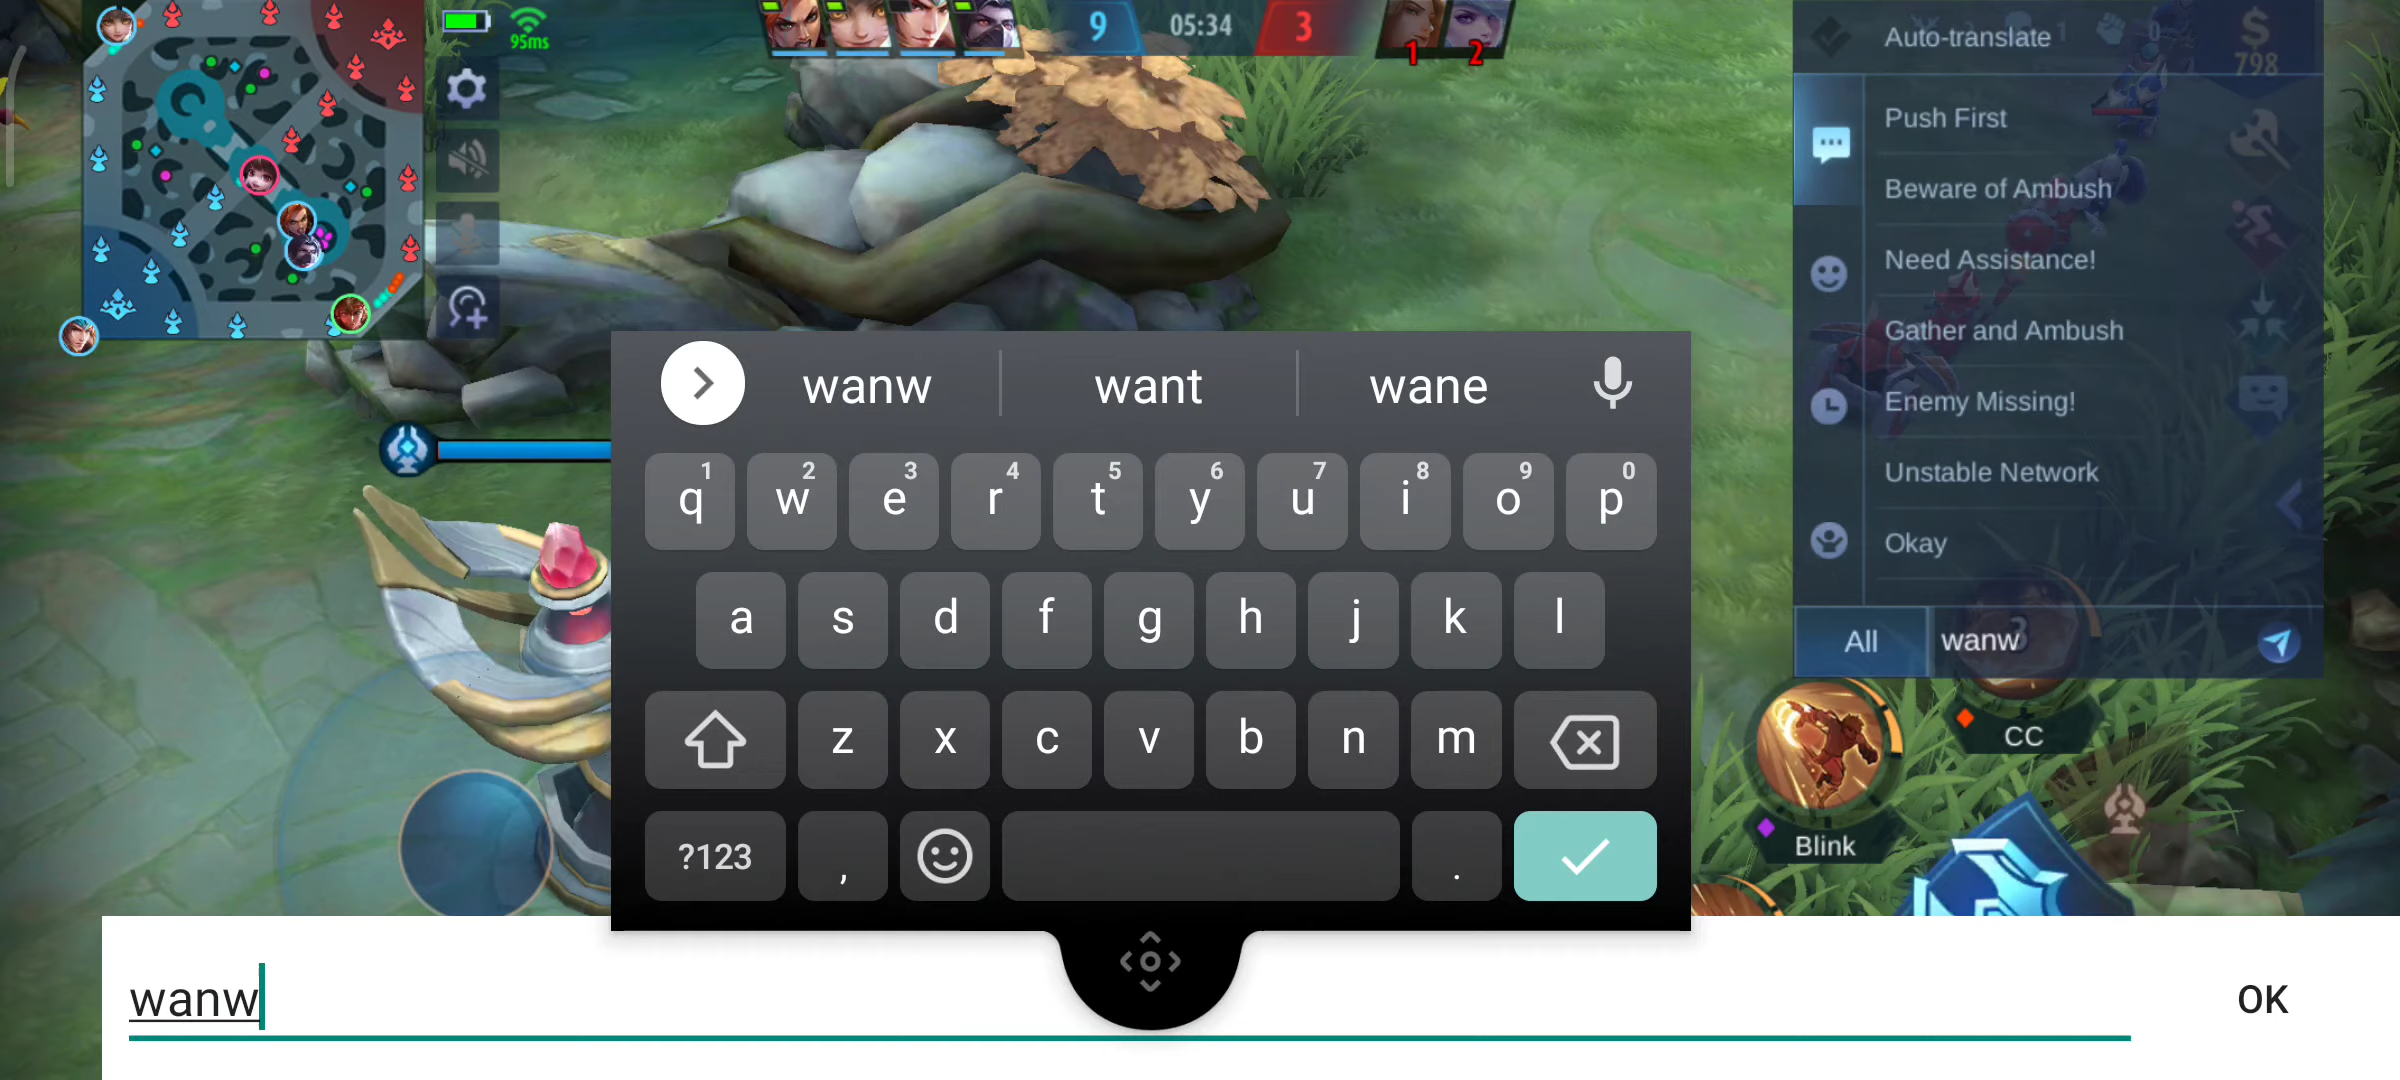 95ms
9
05:34
3
1
2
Auto-translate
$
798
Push First
Beware of Ambush
Need Assistance!
Gather and Ambush
Enemy Missing!
Unstable Network
Okay
All
wanw
3
CC
Blink
wanw
want
wane
q 1
w 2
e 3
r 4
t 5
y 6
u 7
i 8
o 9
p 0
a
s
d
f
g
h
j
k
l
z
x
c
v
b
n
m
?123
,
.
wanw
OK